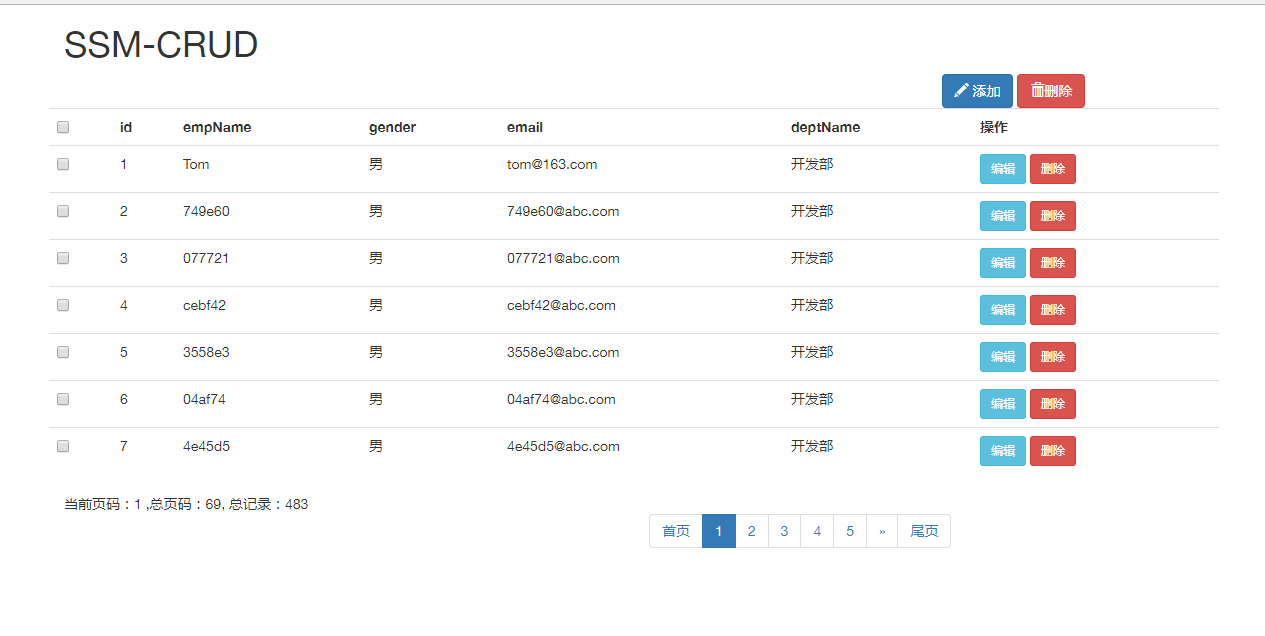 SSM-CRUD
添加 删除
id empName gender email deptName 操作
1 Tom 男 tom@163.com 开发部 编辑 删除
2 749e60 男 749e60@abc.com 开发部 编辑 删除
3 077721 男 077721@abc.com 开发部 编辑 删除
4 cebf42 男 cebf42@abc.com 开发部 编辑 删除
5 3558e3 男 3558e3@abc.com 开发部 编辑 删除
6 04af74 男 04af74@abc.com 开发部 编辑 删除
7 4e45d5 男 4e45d5@abc.com 开发部 编辑 删除
当前页码：1 ,总页码：69, 总记录：483
首页 1 2 3 4 5 » 尾页